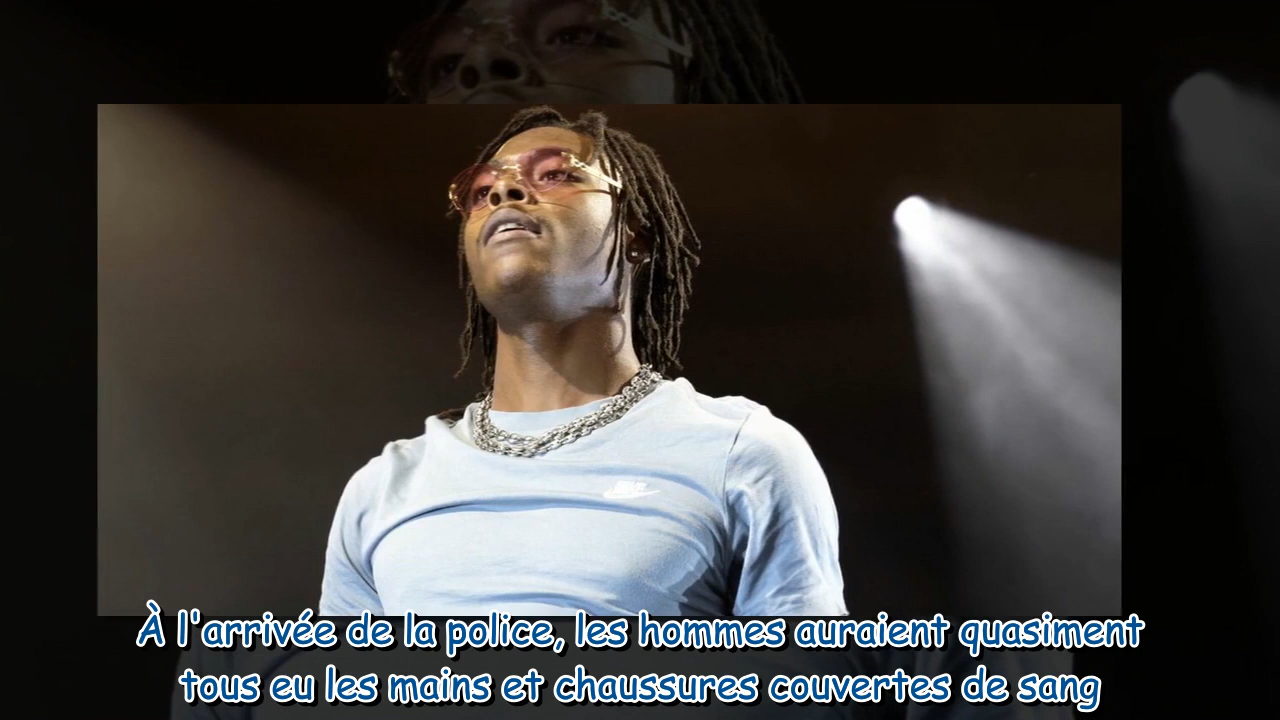 À l'arrivée de la police, les hommes auraient quasiment
tous eu les mains et chaussures couvertes de sang